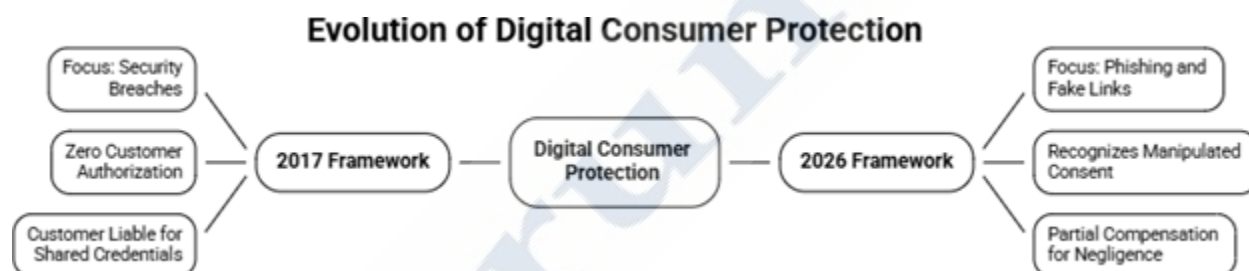 Evolution of Digital Consumer Protection
Focus: Security
Breaches
Zero Customer
Authorization
Customer Liable for
Shared Credentials
2017 Framework
Digital Consumer
Protection
2026 Framework
Focus: Phishing and
Fake Links
Recognizes Manipulated
Consent
Partial Compensation
for Negligence